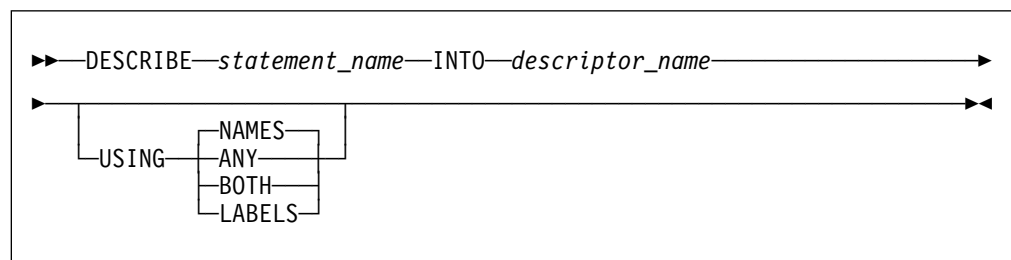 DESCRIBE statement_name INTO descriptor_name
NAMES
USING ANY
BOTH
LABELS